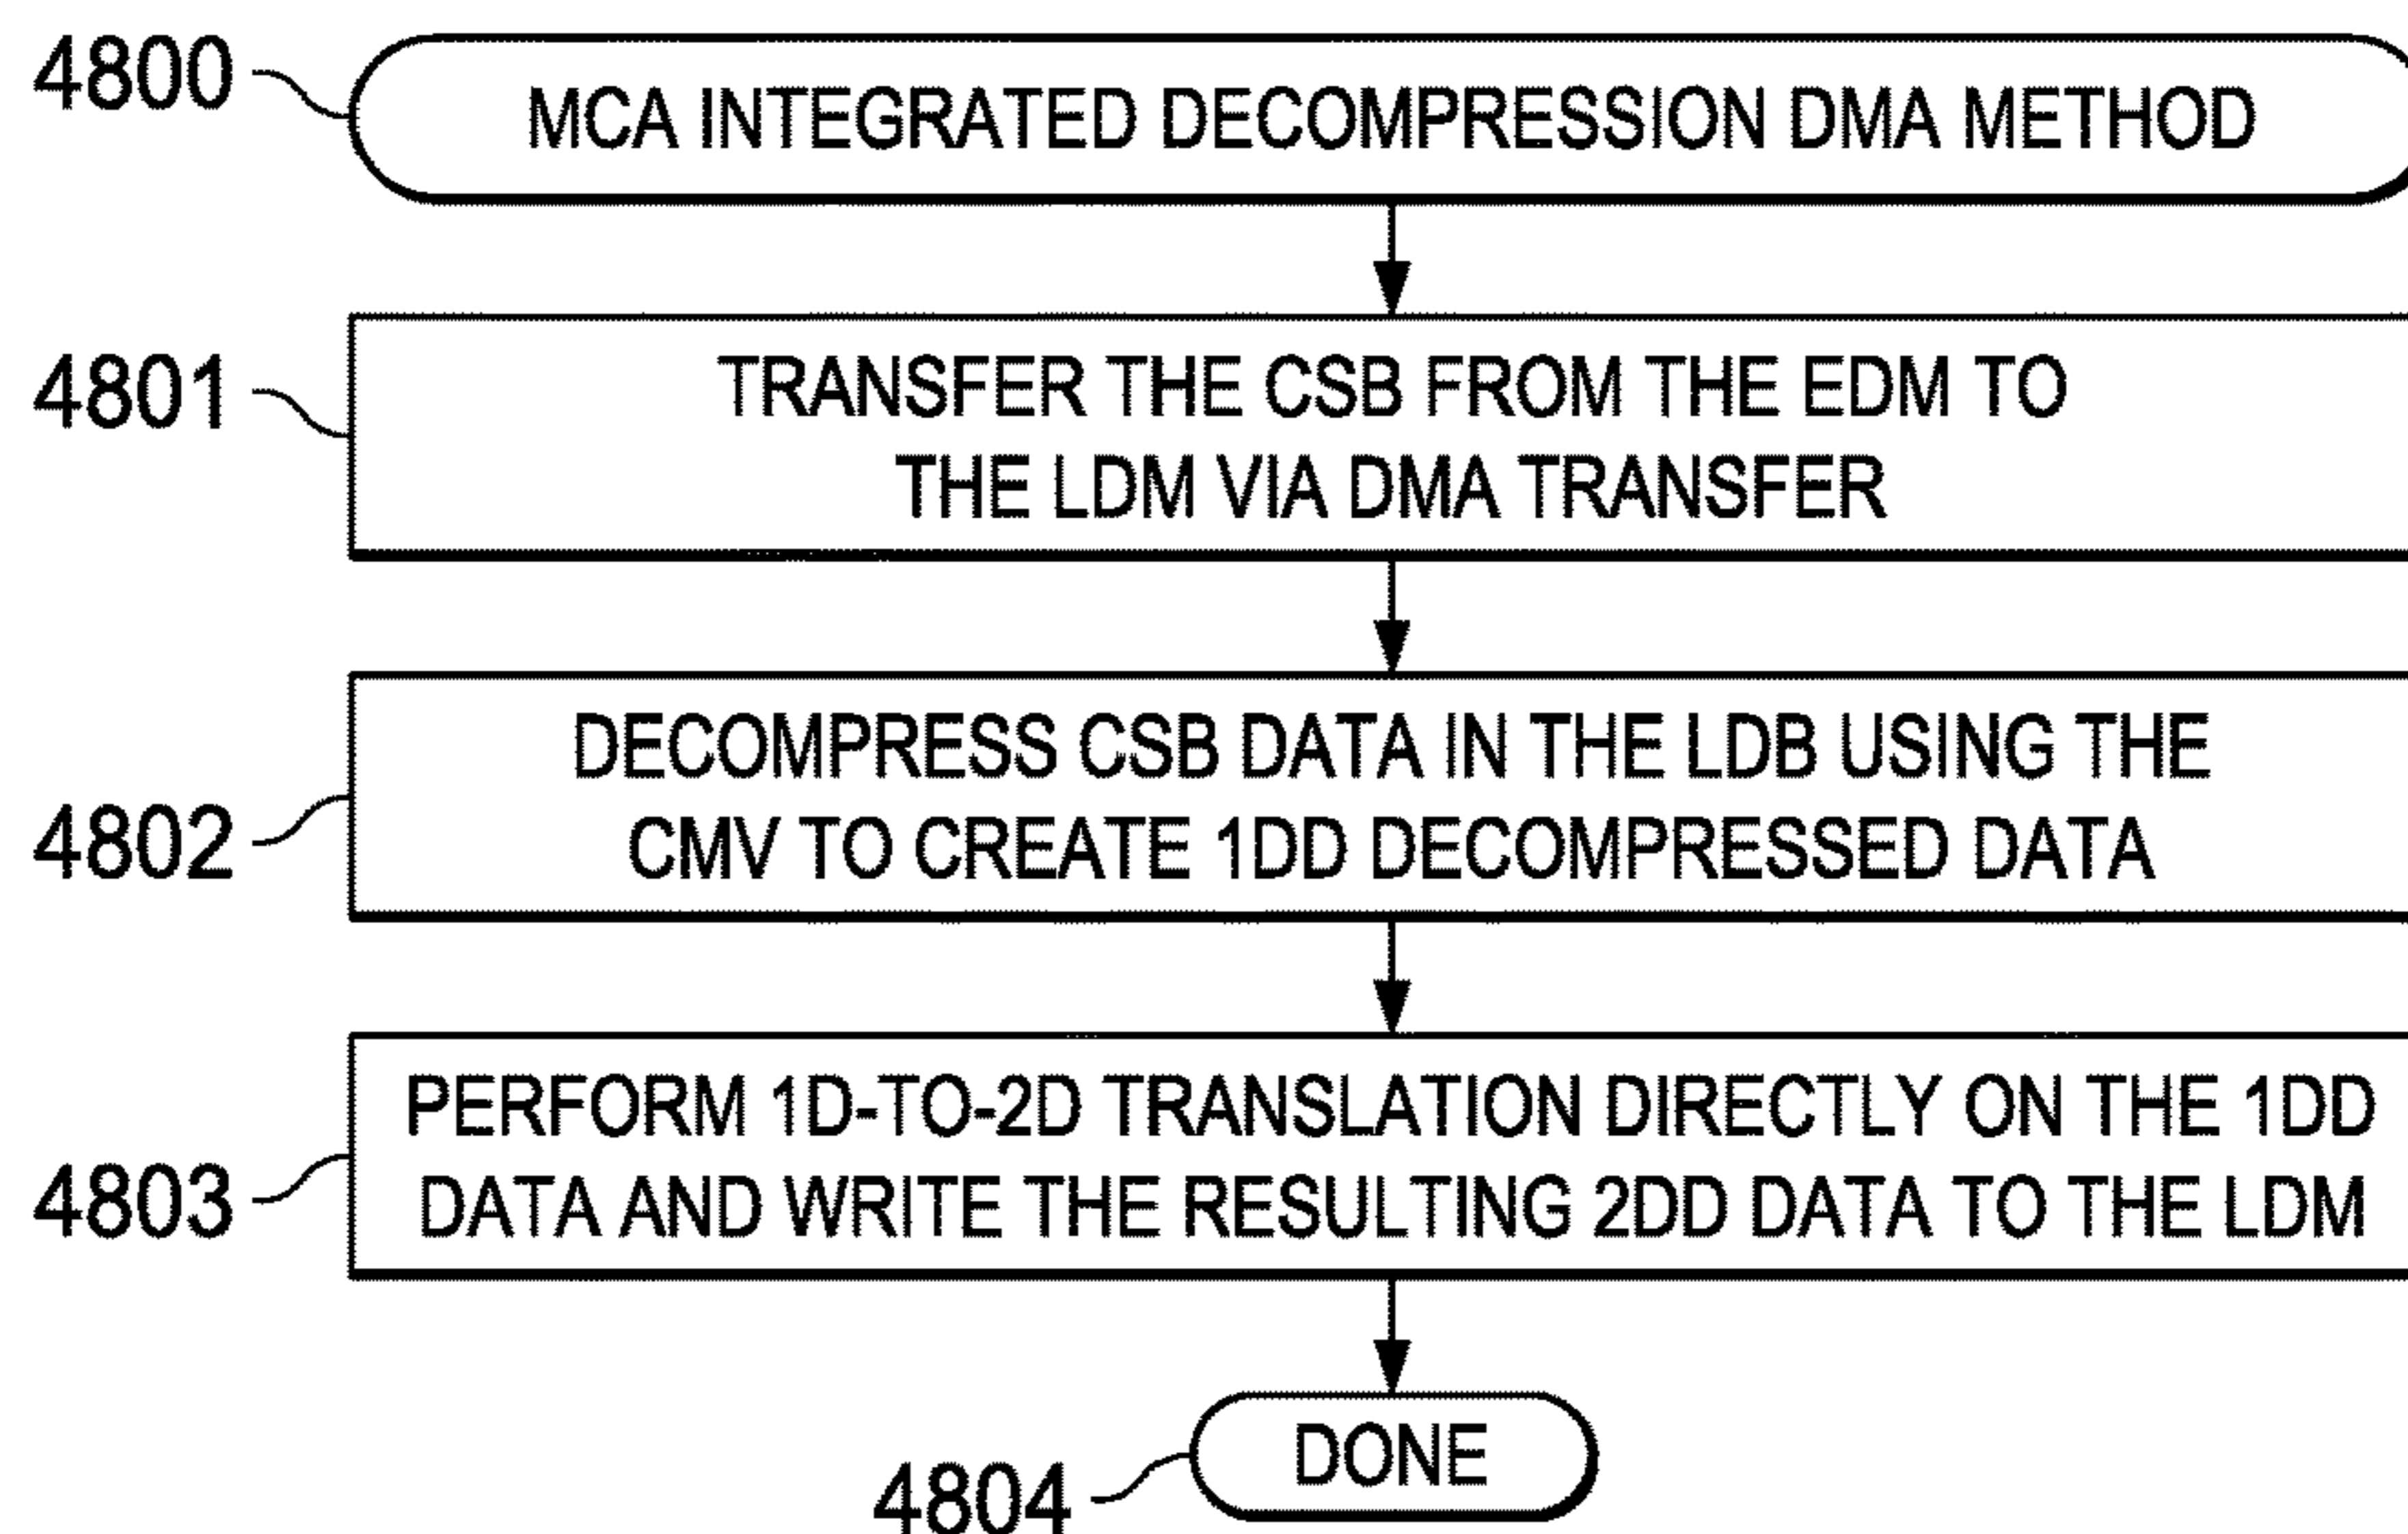 4800
MCA INTEGRATED DECOMPRESSION DMA METHOD
4801
TRANSFER THE CSB FROM THE EDM TO
THE LDM VIA DMA TRANSFER
4802
DECOMPRESS CSB DATA IN THE LDB USING THE
CMV TO CREATE 1DD DECOMPRESSED DATA
4803
PERFORM 1D-TO-2D TRANSLATION DIRECTLY ON THE 1DD
DATA AND WRITE THE RESULTING 2DD DATA TO THE LDM
4804
DONE